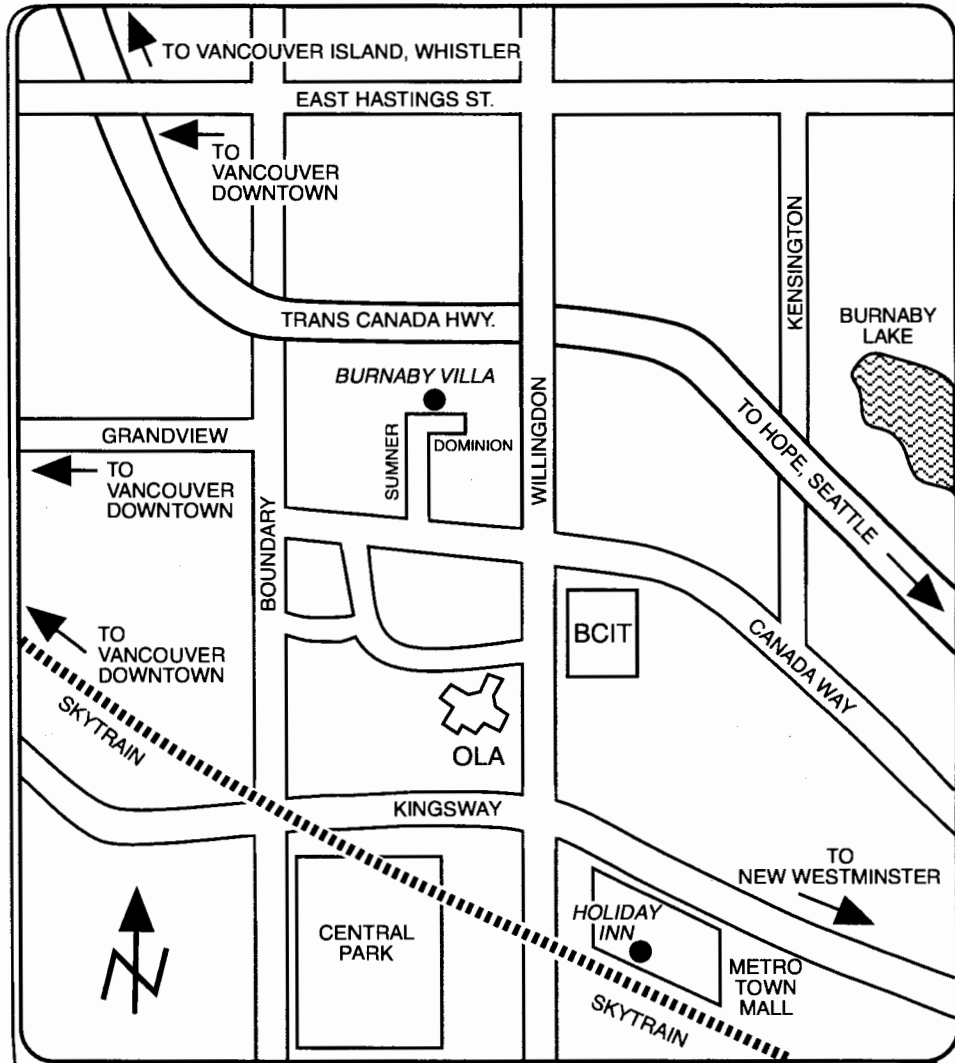 TO VANCOUVER ISLAND, WHISTLER
EAST HASTINGS ST.
TO
VANCOUVER
DOWNTOWN
KENSINGTON
TRANS CANADA HWY.
BURNABY
LAKE
BURNABY VILLA
GRANDVIEW
SUMNER
DOMINION
WILLINGDON
TO HOPE, SEATTLE
TO
VANCOUVER
DOWNTOWN
BOUNDARY
BCIT
TO
VANCOUVER
DOWNTOWN
CANADA WAY
SKYTRAIN
OLA
KINGSWAY
TO
NEW WESTMINSTER
HOLIDAY
INN
CENTRAL
PARK
METRO
TOWN
MALL
SKYTRAIN
N